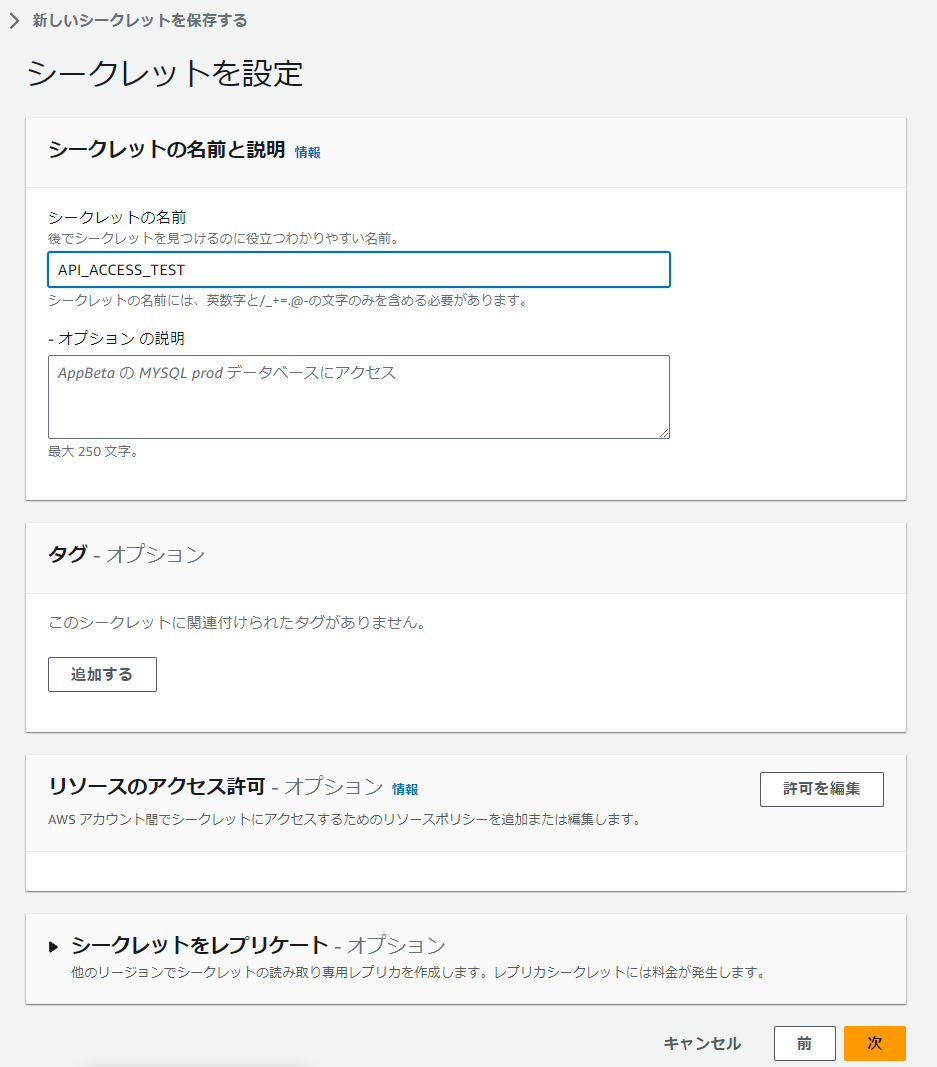 新しいシークレットを保存する
シークレットを設定
シークレットの名前と説明 情報
シークレットの名前
後でシークレットを見つけるのに役立つわかりやすい名前。
API_ACCESS_TEST
シークレットの名前には、英数字と/_+=.@-の文字のみを含める必要があります。
- オプション の説明
AppBeta の MYSQL prod データベースにアクセス
最大 250 文字。
タグ - オプション
このシークレットに関連付けられたタグがありません。
追加する
リソースのアクセス許可 - オプション 情報
許可を編集
AWS アカウント間でシークレットにアクセスするためのリソースポリシーを追加または編集します。
シークレットをレプリケート - オプション
他のリージョンでシークレットの読み取り専用レプリカを作成します。レプリカシークレットには料金が発生します。
キャンセル 前 次